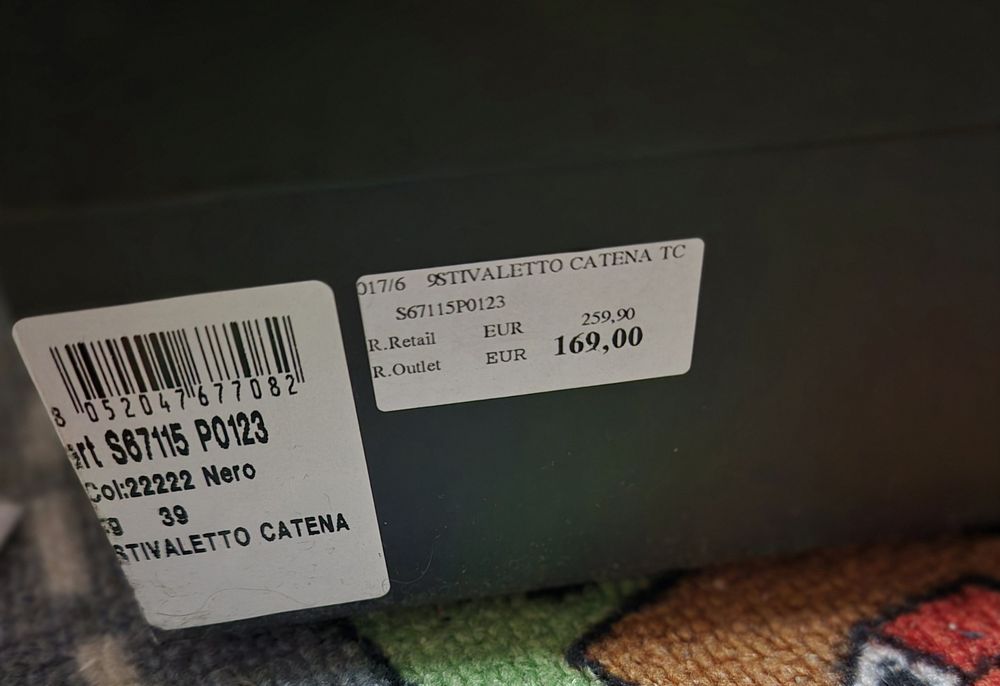 8 052047 677082
art S67115 P0123
Col:22222 Nero
39
STIVALETTO CATENA
017/6 9STIVALETTO CATENA TC
S67115P0123
R.Retail EUR 259,90
R.Outlet EUR 169,00